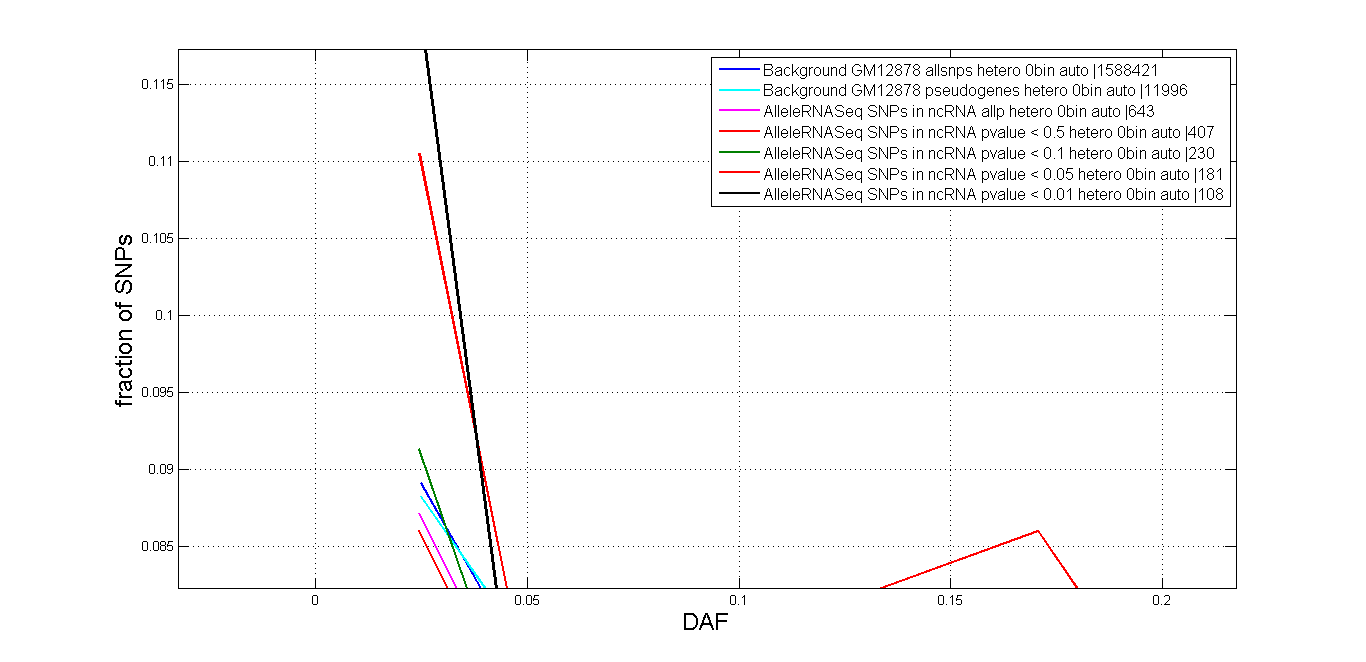 Background GM12878 allsnps hetero 0bin auto |1588421
Background GM12878 pseudogenes hetero 0bin auto |11996
AlleleRNASeq SNPs in ncRNA allp hetero 0bin auto |643
AlleleRNASeq SNPs in ncRNA pvalue < 0.5 hetero 0bin auto |407
AlleleRNASeq SNPs in ncRNA pvalue < 0.1 hetero 0bin auto |230
AlleleRNASeq SNPs in ncRNA pvalue < 0.05 hetero 0bin auto |181
AlleleRNASeq SNPs in ncRNA pvalue < 0.01 hetero 0bin auto |108
fraction of SNPs
0.115
0.11
0.105
0.1
0.095
0.09
0.085
0 0.05 0.1 0.15 0.2
DAF